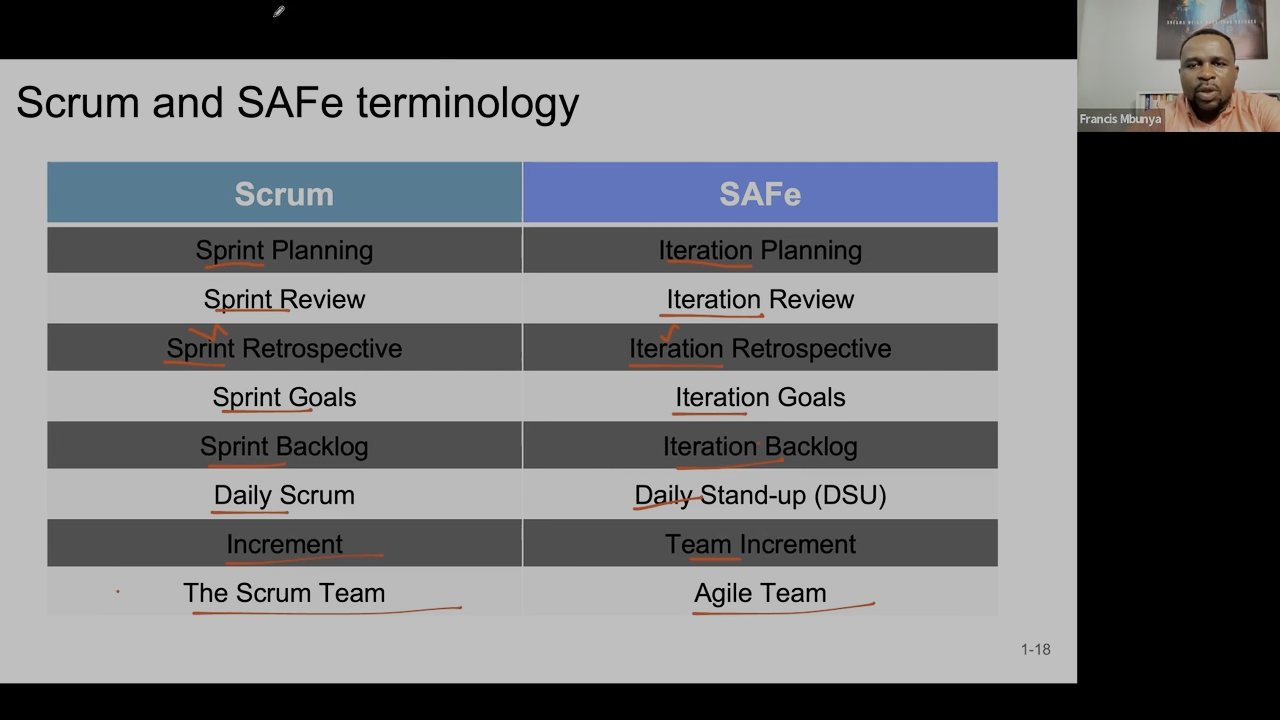 Scrum and SAFe terminology
Francis Mbunya
Scrum SAFe
Sprint Planning Iteration Planning
Sprint Review Iteration Review
Sprint Retrospective Iteration Retrospective
Sprint Goals Iteration Goals
Sprint Backlog Iteration Backlog
Daily Scrum Daily Stand-up (DSU)
Increment Team Increment
The Scrum Team Agile Team
1-18